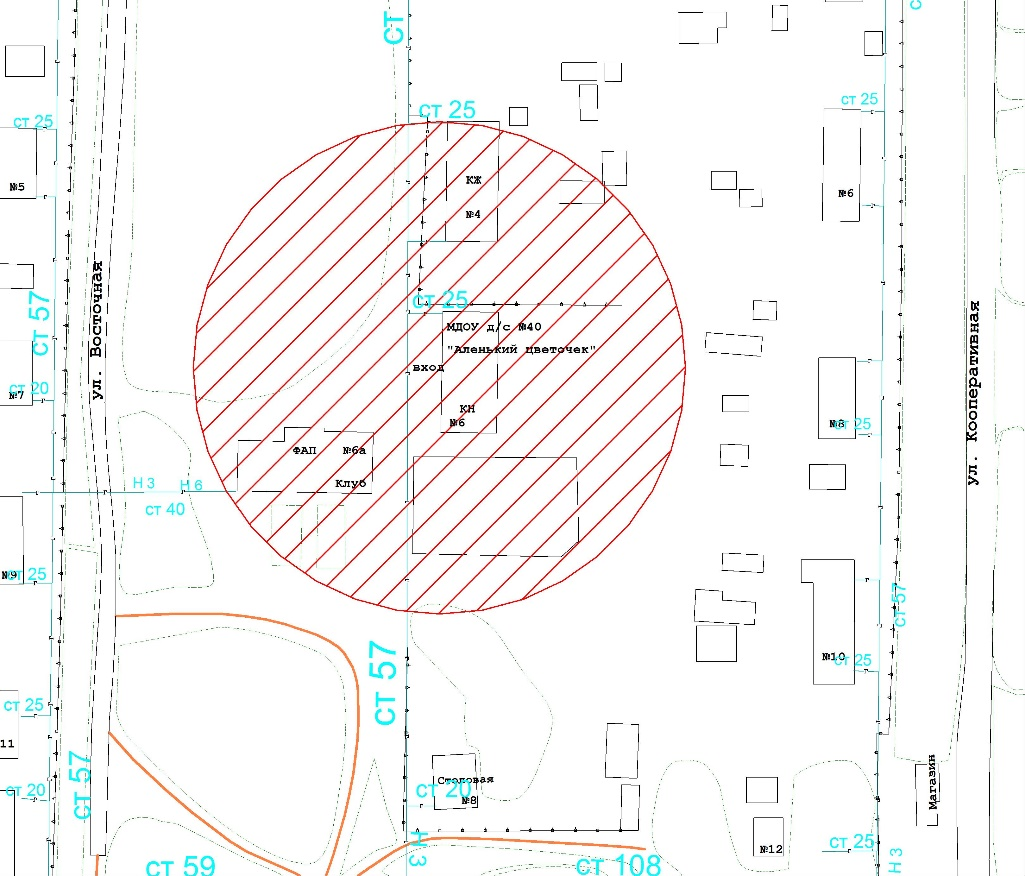 ст
ст
ст 25
ст 25
ст 25
№5
КЖ
№6
№4
ул. Восточная
ст 57
ст 25
ул. Кооперативная
МДОУ д/с №40
"Аленький цветочек"
вход
ст 20
№7
КН
№6
№8
ст 25
ФАП
№6а
Клуб
Н 3
Н 6
ст 40
№9
ст 25
ст 57
ст 57
№10
ст 25
ст 25
11
ст 57
ст 20
Столовая
ст 20
№8
Магазин
Н 3
№12
ст 25
Н 3
ст 59
ст 108